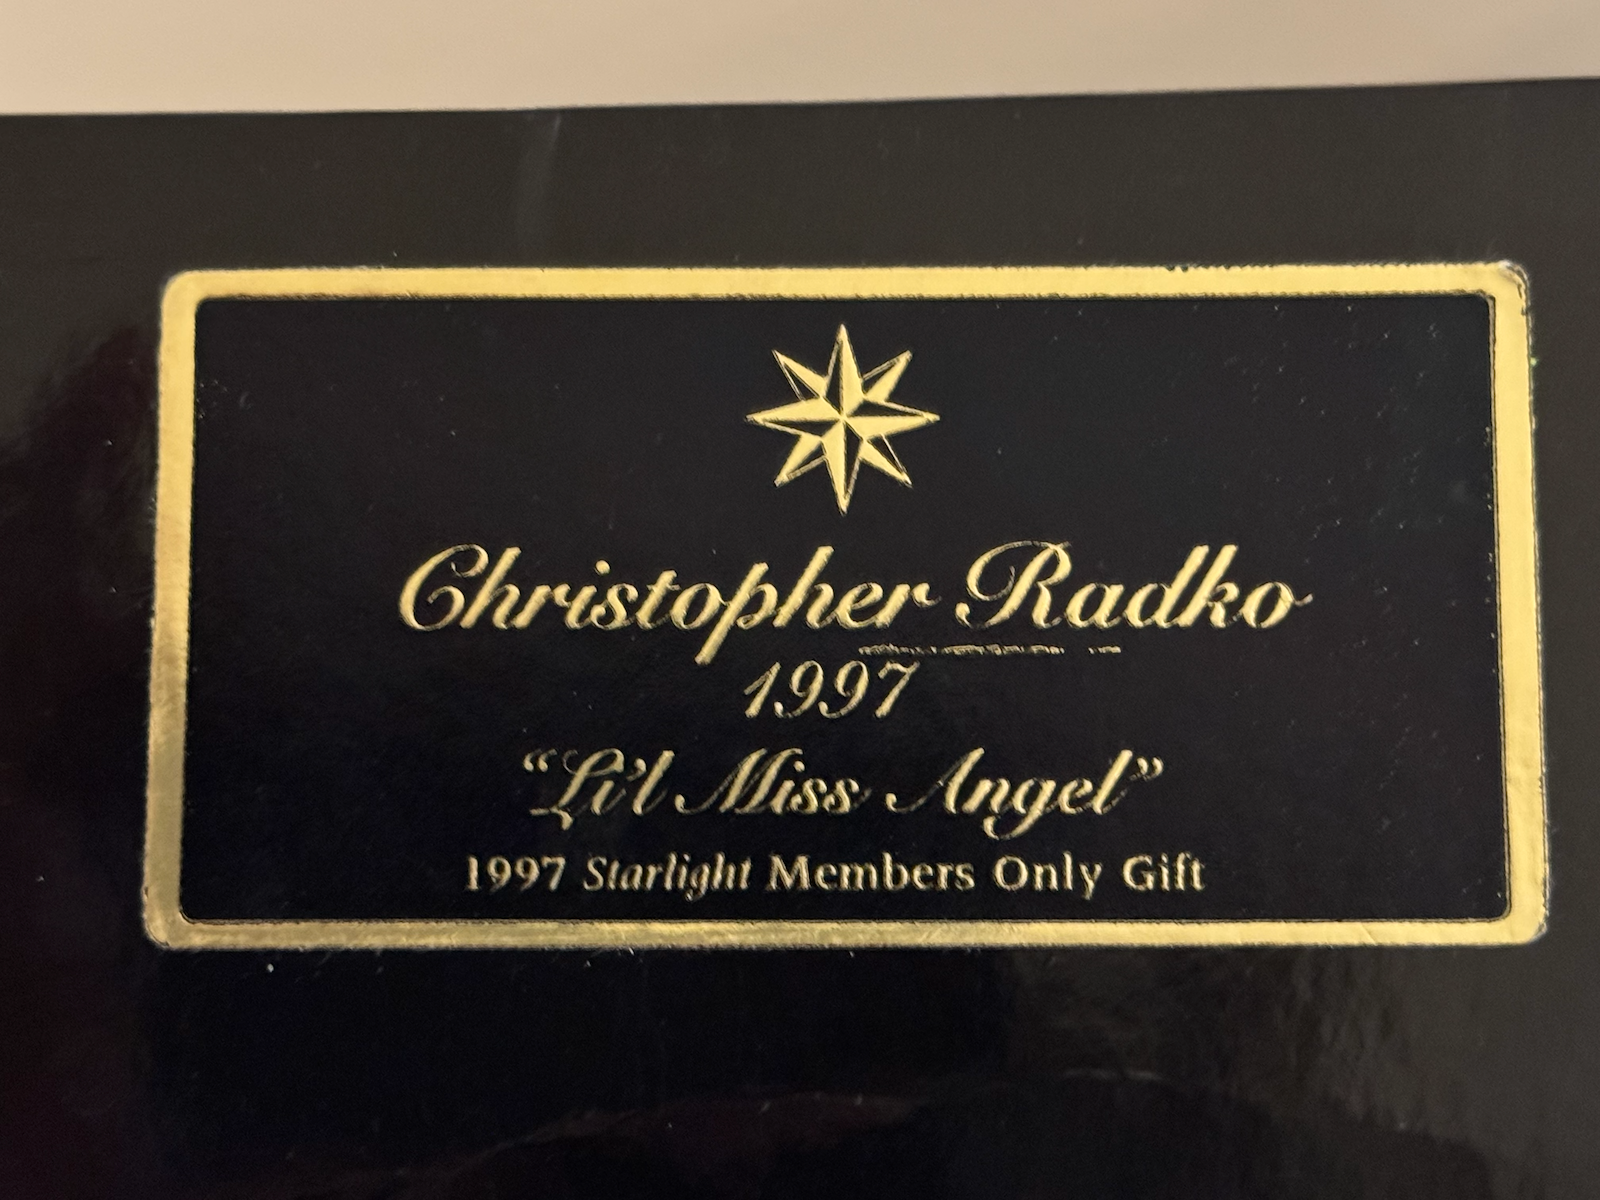 Christopher Radko
1997
“Li'l Miss Angel”
1997 Starlight Members Only Gift